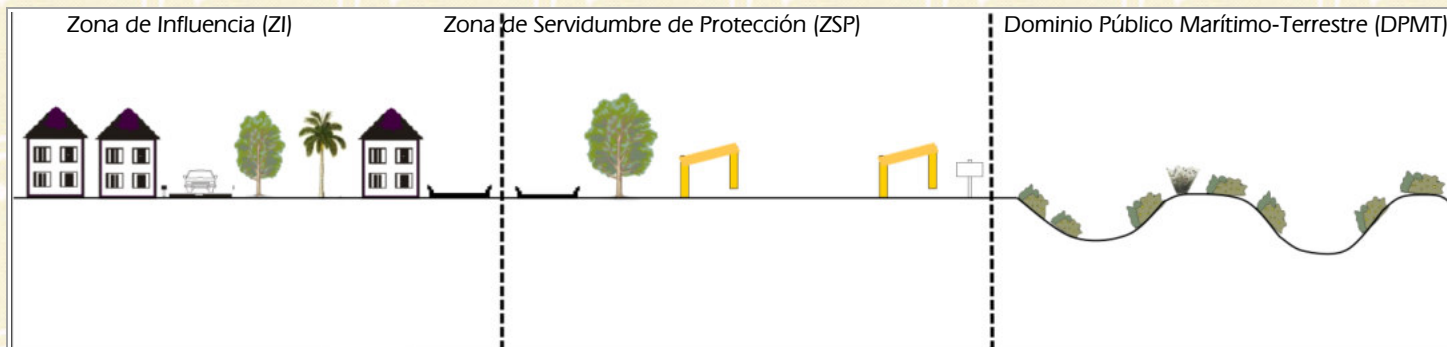 Zona de Influencia (ZI)
Zona de Servidumbre de Protección (ZSP)
Dominio Público Marítimo-Terrestre (DPMT)